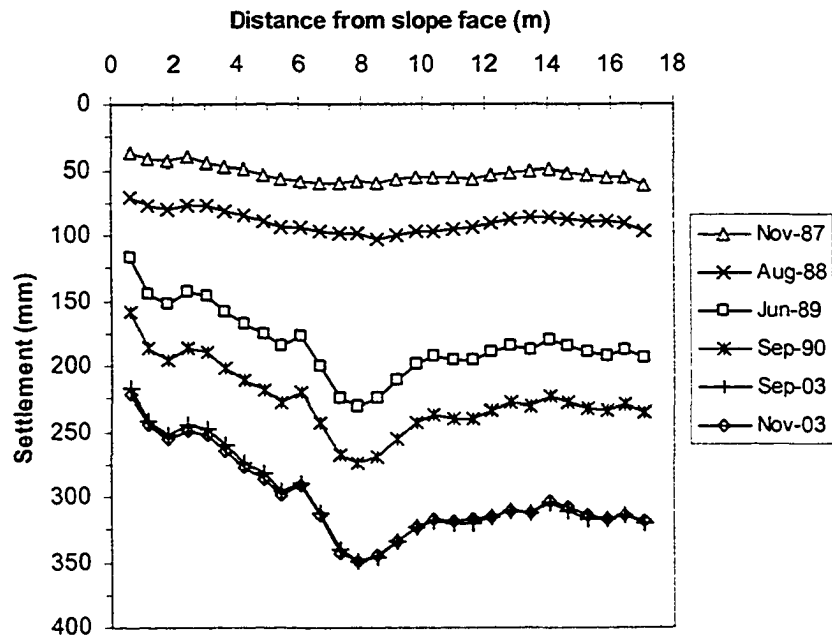 Distance from slope face (m)
0 2 4 6 8 10 12 14 16 18
0
50
100
150
200
250
300
350
400
Settlement (mm)
Nov-87
Aug-88
Jun-89
Sep-90
Sep-03
Nov-03